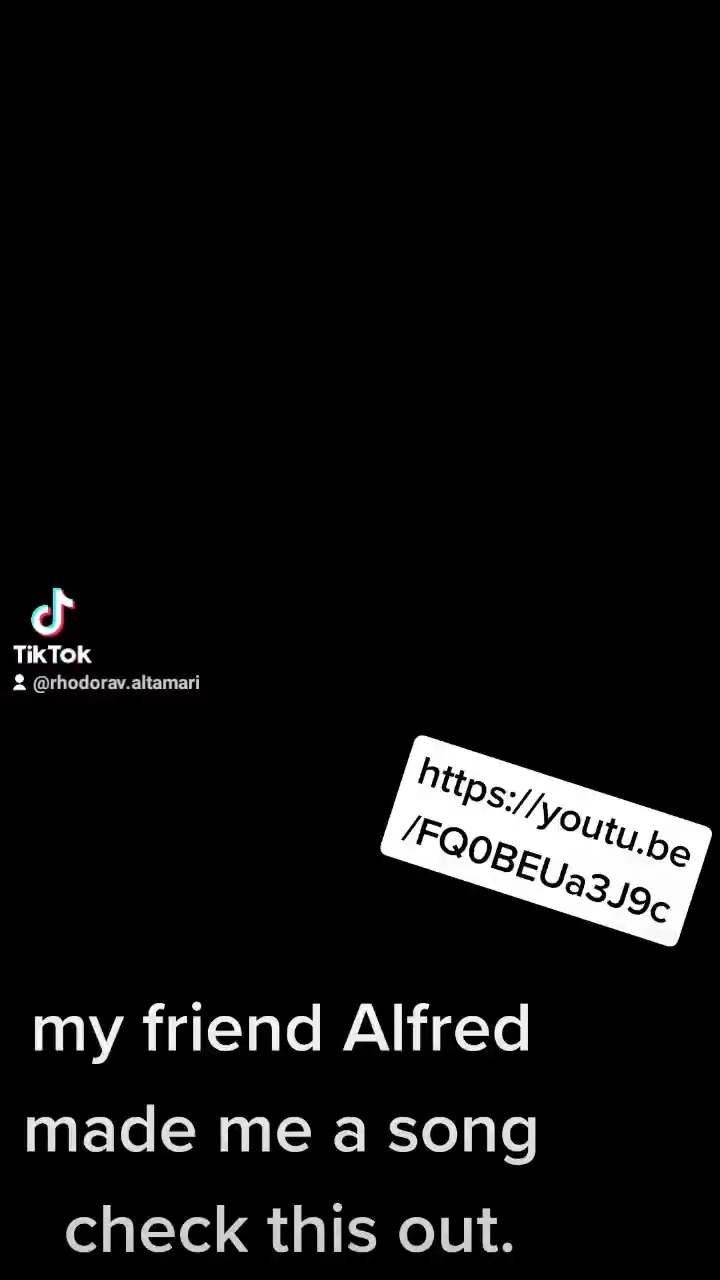 TikTok
@rhodorav.altamari
https://youtu.be
/FQ0BEUa3J9c
my friend Alfred
made me a song
check this out.